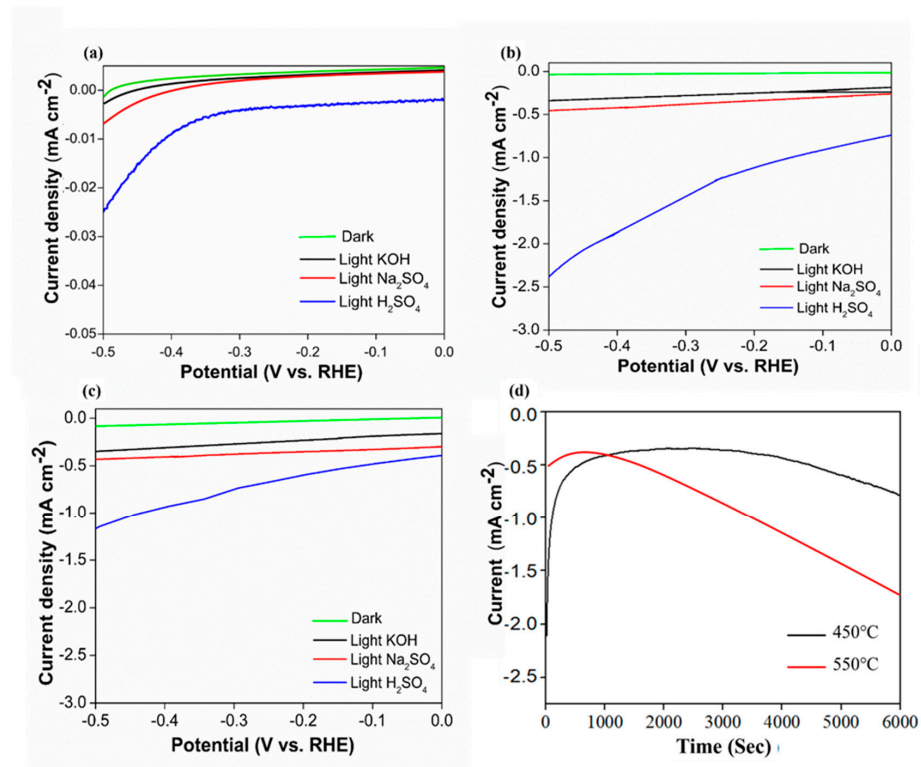 (a)
Current density (mA cm-2)
0.00
-0.01
-0.02
-0.03
-0.04
-0.05
Dark
Light KOH
Light Na2SO4
Light H2SO4
-0.5 -0.4 -0.3 -0.2 -0.1 0.0
Potential (V vs. RHE)
(b)
Current density (mA cm-2)
0.0
-0.5
-1.0
-1.5
-2.0
-2.5
-3.0
Dark
Light KOH
Light Na2SO4
Light H2SO4
-0.5 -0.4 -0.3 -0.2 -0.1 0.0
Potential (V vs. RHE)
(c)
Current density (mA cm-2)
0.0
-0.5
-1.0
-1.5
-2.0
-2.5
-3.0
Dark
Light KOH
Light Na2SO4
Light H2SO4
-0.5 -0.4 -0.3 -0.2 -0.1 0.0
Potential (V vs. RHE)
(d)
Current (mA cm-2)
0.0
-0.5
-1.0
-1.5
-2.0
-2.5
450°C
550°C
0 1000 2000 3000 4000 5000 6000
Time (Sec)